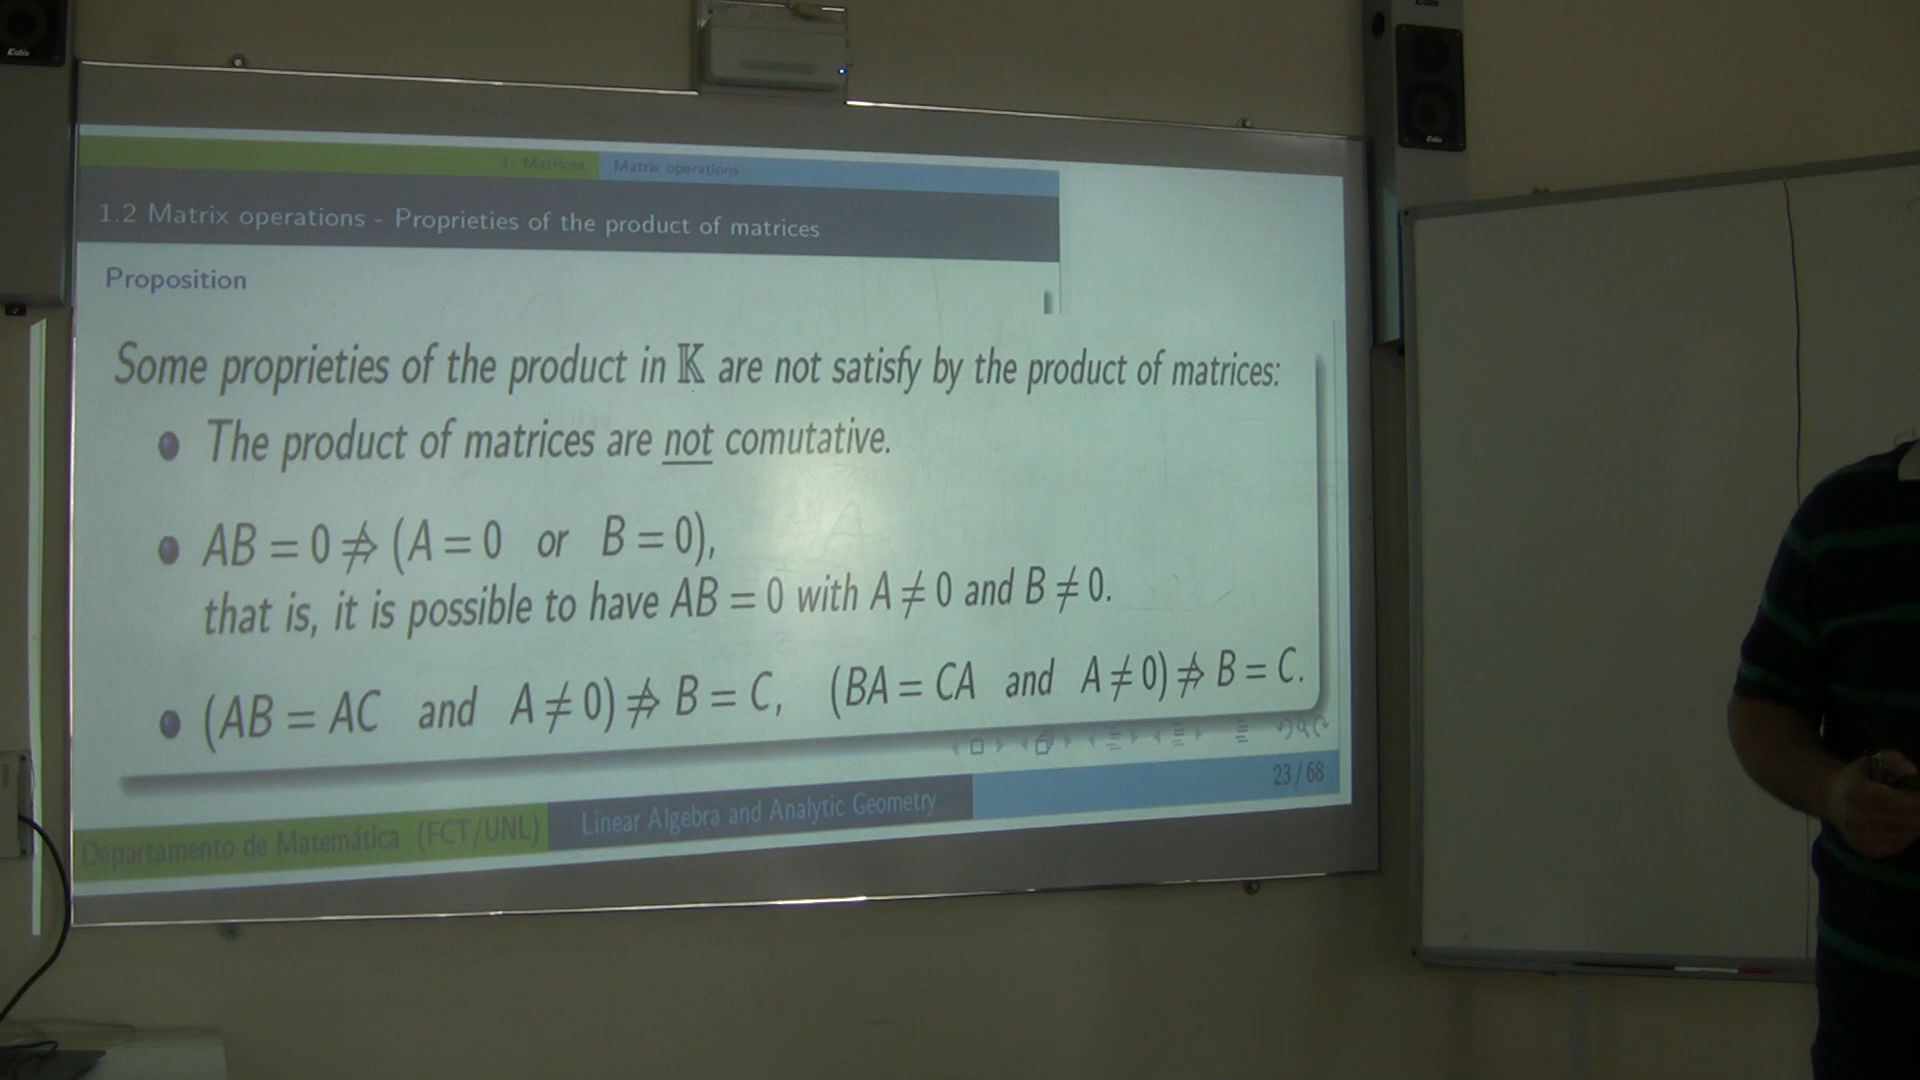 1. Matrices Matrix operations
1.2 Matrix operations - Proprieties of the product of matrices
Proposition
Some proprieties of the product in 𝕂 are not satisfy by the product of matrices:
The product of matrices are not comutative.
AB = 0 ⇏ (A = 0 or B = 0),
that is, it is possible to have AB = 0 with A ≠ 0 and B ≠ 0.
(AB = AC and A ≠ 0) ⇏ B = C, (BA = CA and A ≠ 0) ⇏ B = C.
23 / 68
Departamento de Matemática (FCT/UNL) Linear Algebra and Analytic Geometry
Edis
Edis